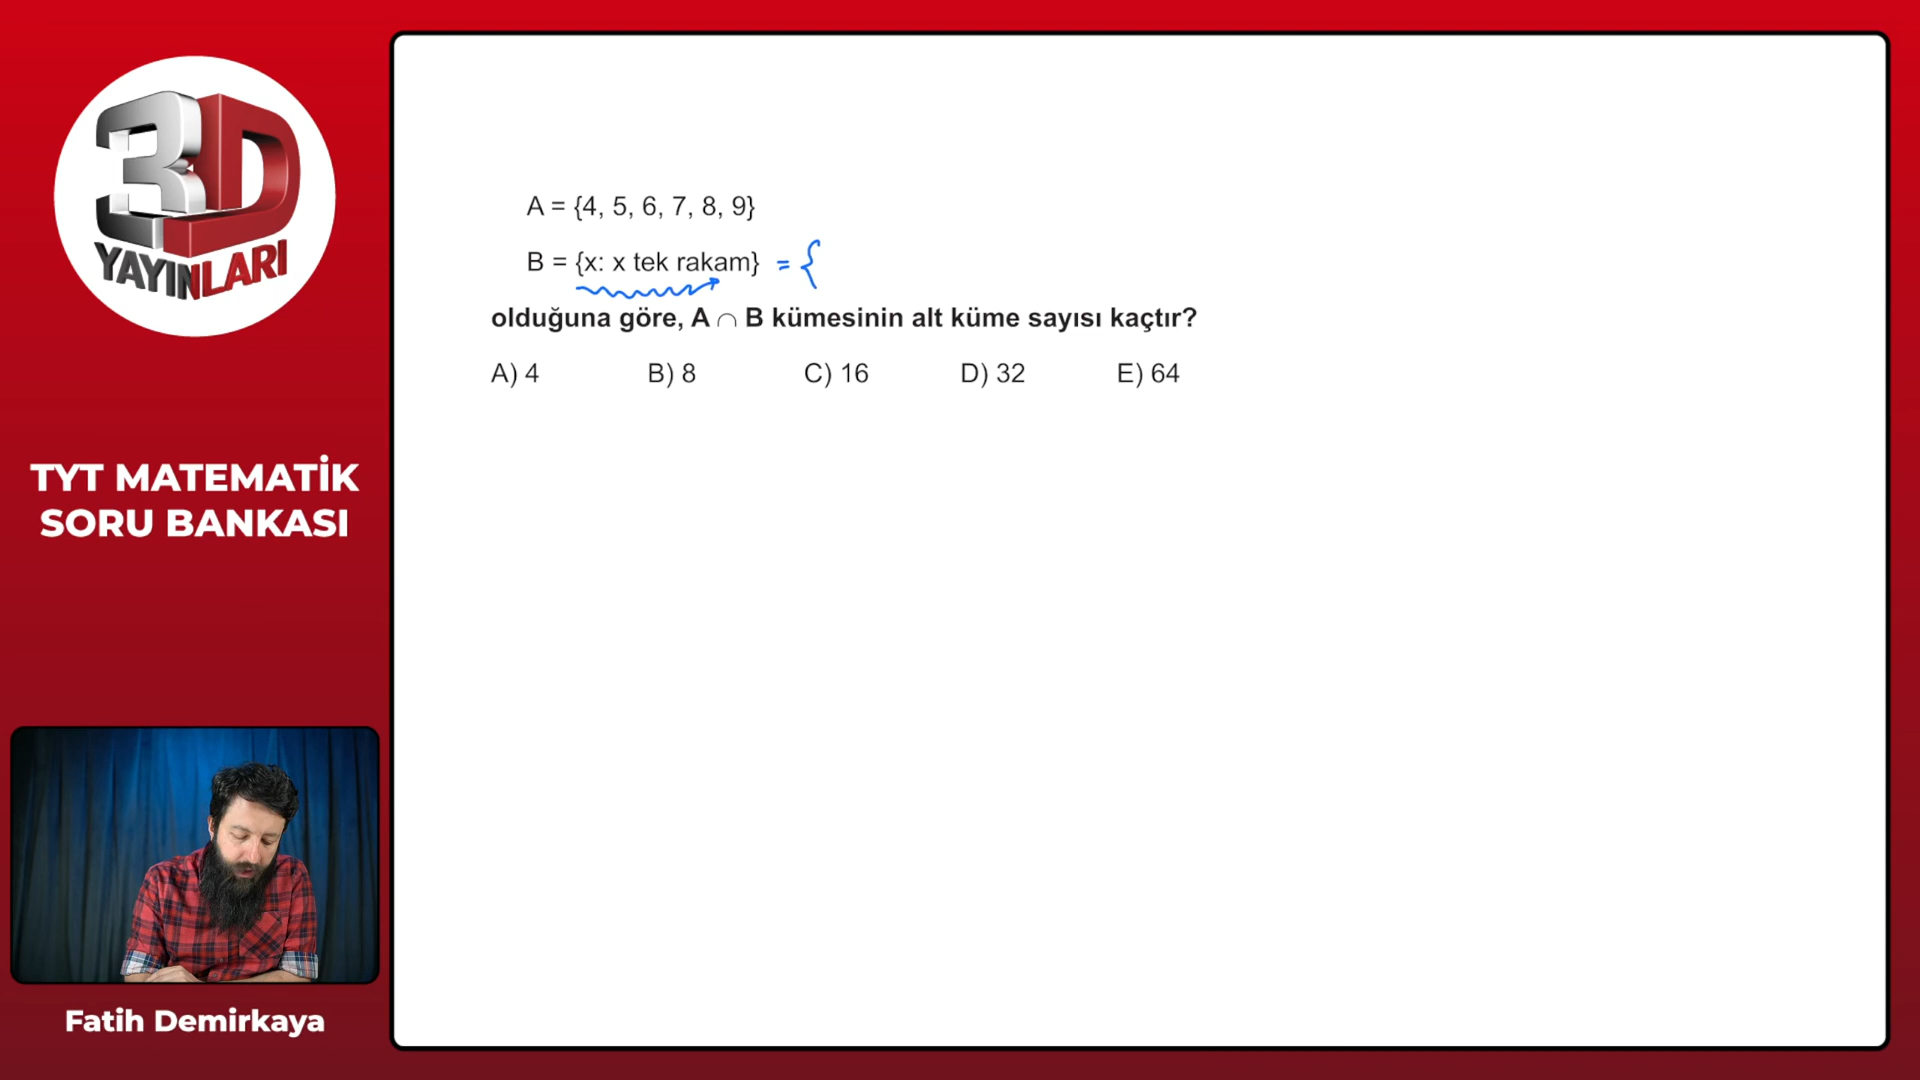 3D
YAYINLARI
TYT MATEMATİK
SORU BANKASI
Fatih Demirkaya
A = {4, 5, 6, 7, 8, 9}
B = {x: x tek rakam} = {
olduğuna göre, A ∩ B kümesinin alt küme sayısı kaçtır?
A) 4 B) 8 C) 16 D) 32 E) 64